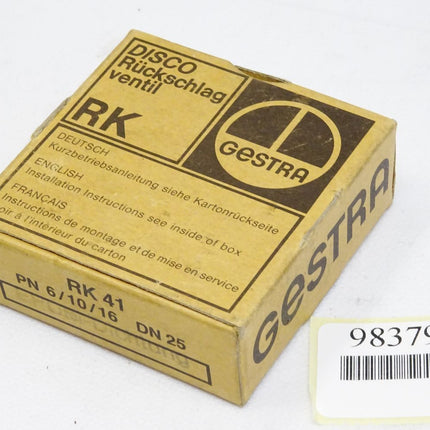 DISCO
Rückschlag
ventil
RK
GESTRA
DEUTSCH
Kurzbetriebsanleitung siehe Kartonrückseite
ENGLISH
Installation Instructions see inside of box
FRANÇAIS
Instructions de montage et de mise en service
à l'intérieur du carton
RK 41
PN 6/10/16 DN 25
GESTRA
98379